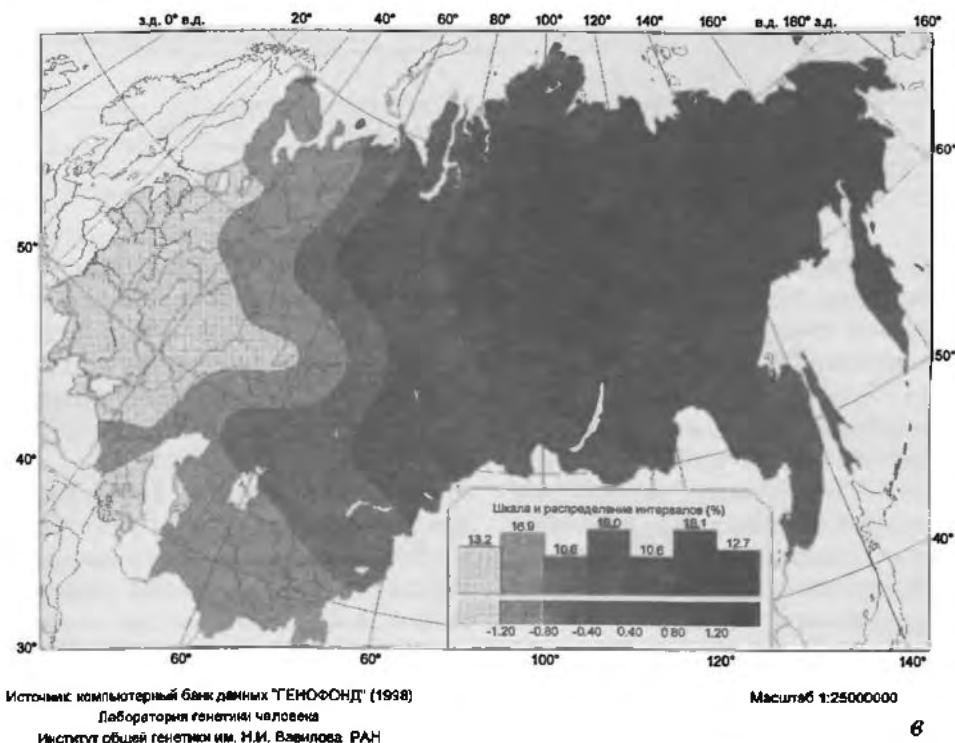 з.д. 0° в.д. 20° 40° 60° 80° 100° 120° 140° 160° в.д. 180° з.д. 160°
60°
50°
50°
40°
40°
30°
Шкала и распределение интервалов (%)
13.2 16.9 10.6 18.0 10.6 18.1 12.7
-1.20 -0.80 -0.40 0.40 0.80 1.20
60° 60° 100° 120° 140°
Источник: компьютерный банк данных "ГЕНОФОНД" (1998)
Масштаб 1:25000000
Лаборатория генетики человека
Институт общей генетики им. Н.И. Вавилова РАН
в